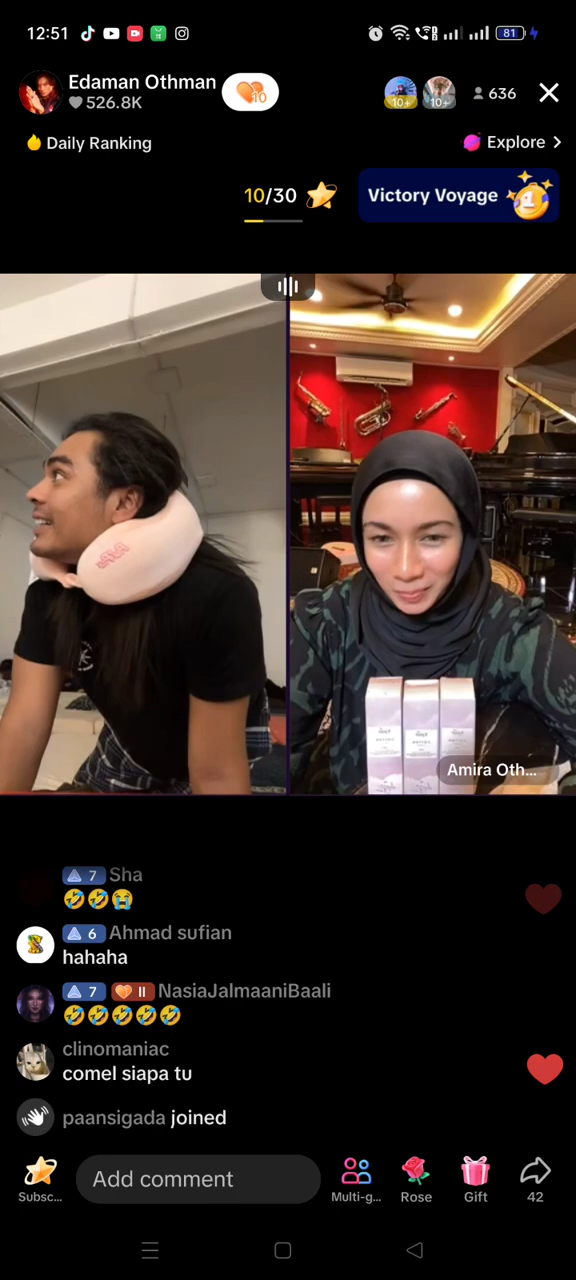 12:51
81
Edaman Othman
526.8K
10
10+
10+
636
Daily Ranking
Explore
10/30
Victory Voyage
1
Amira Oth...
7 Sha
🤣🤣😭
6 Ahmad sufian
hahaha
7 II NasiaJalmaaniBaali
🤣🤣🤣🤣🤣
clinomaniac
comel siapa tu
paansigada joined
Add comment
Subsc...
Multi-g...
Rose
Gift
42